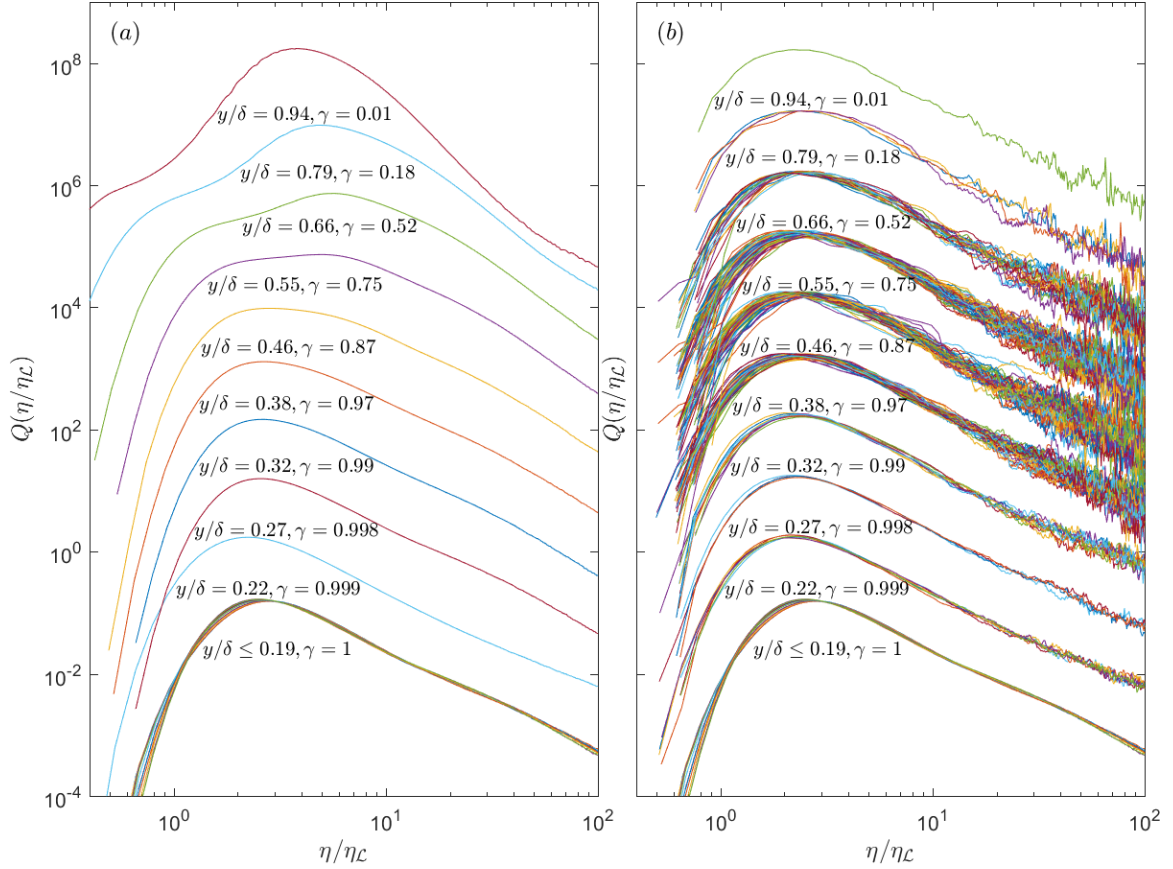 (a)
10^8
10^6
10^4
10^2
10^0
10^-2
10^-4
Q(η/η_ℒ)
y/δ = 0.94, γ = 0.01
y/δ = 0.79, γ = 0.18
y/δ = 0.66, γ = 0.52
y/δ = 0.55, γ = 0.75
y/δ = 0.46, γ = 0.87
y/δ = 0.38, γ = 0.97
y/δ = 0.32, γ = 0.99
y/δ = 0.27, γ = 0.998
y/δ = 0.22, γ = 0.999
y/δ ≤ 0.19, γ = 1
10^0 10^1 10^2
η/η_ℒ
(b)
Q(η/η_ℒ)
y/δ = 0.94, γ = 0.01
y/δ = 0.79, γ = 0.18
y/δ = 0.66, γ = 0.52
y/δ = 0.55, γ = 0.75
y/δ = 0.46, γ = 0.87
y/δ = 0.38, γ = 0.97
y/δ = 0.32, γ = 0.99
y/δ = 0.27, γ = 0.998
y/δ = 0.22, γ = 0.999
y/δ ≤ 0.19, γ = 1
10^0 10^1 10^2
η/η_ℒ